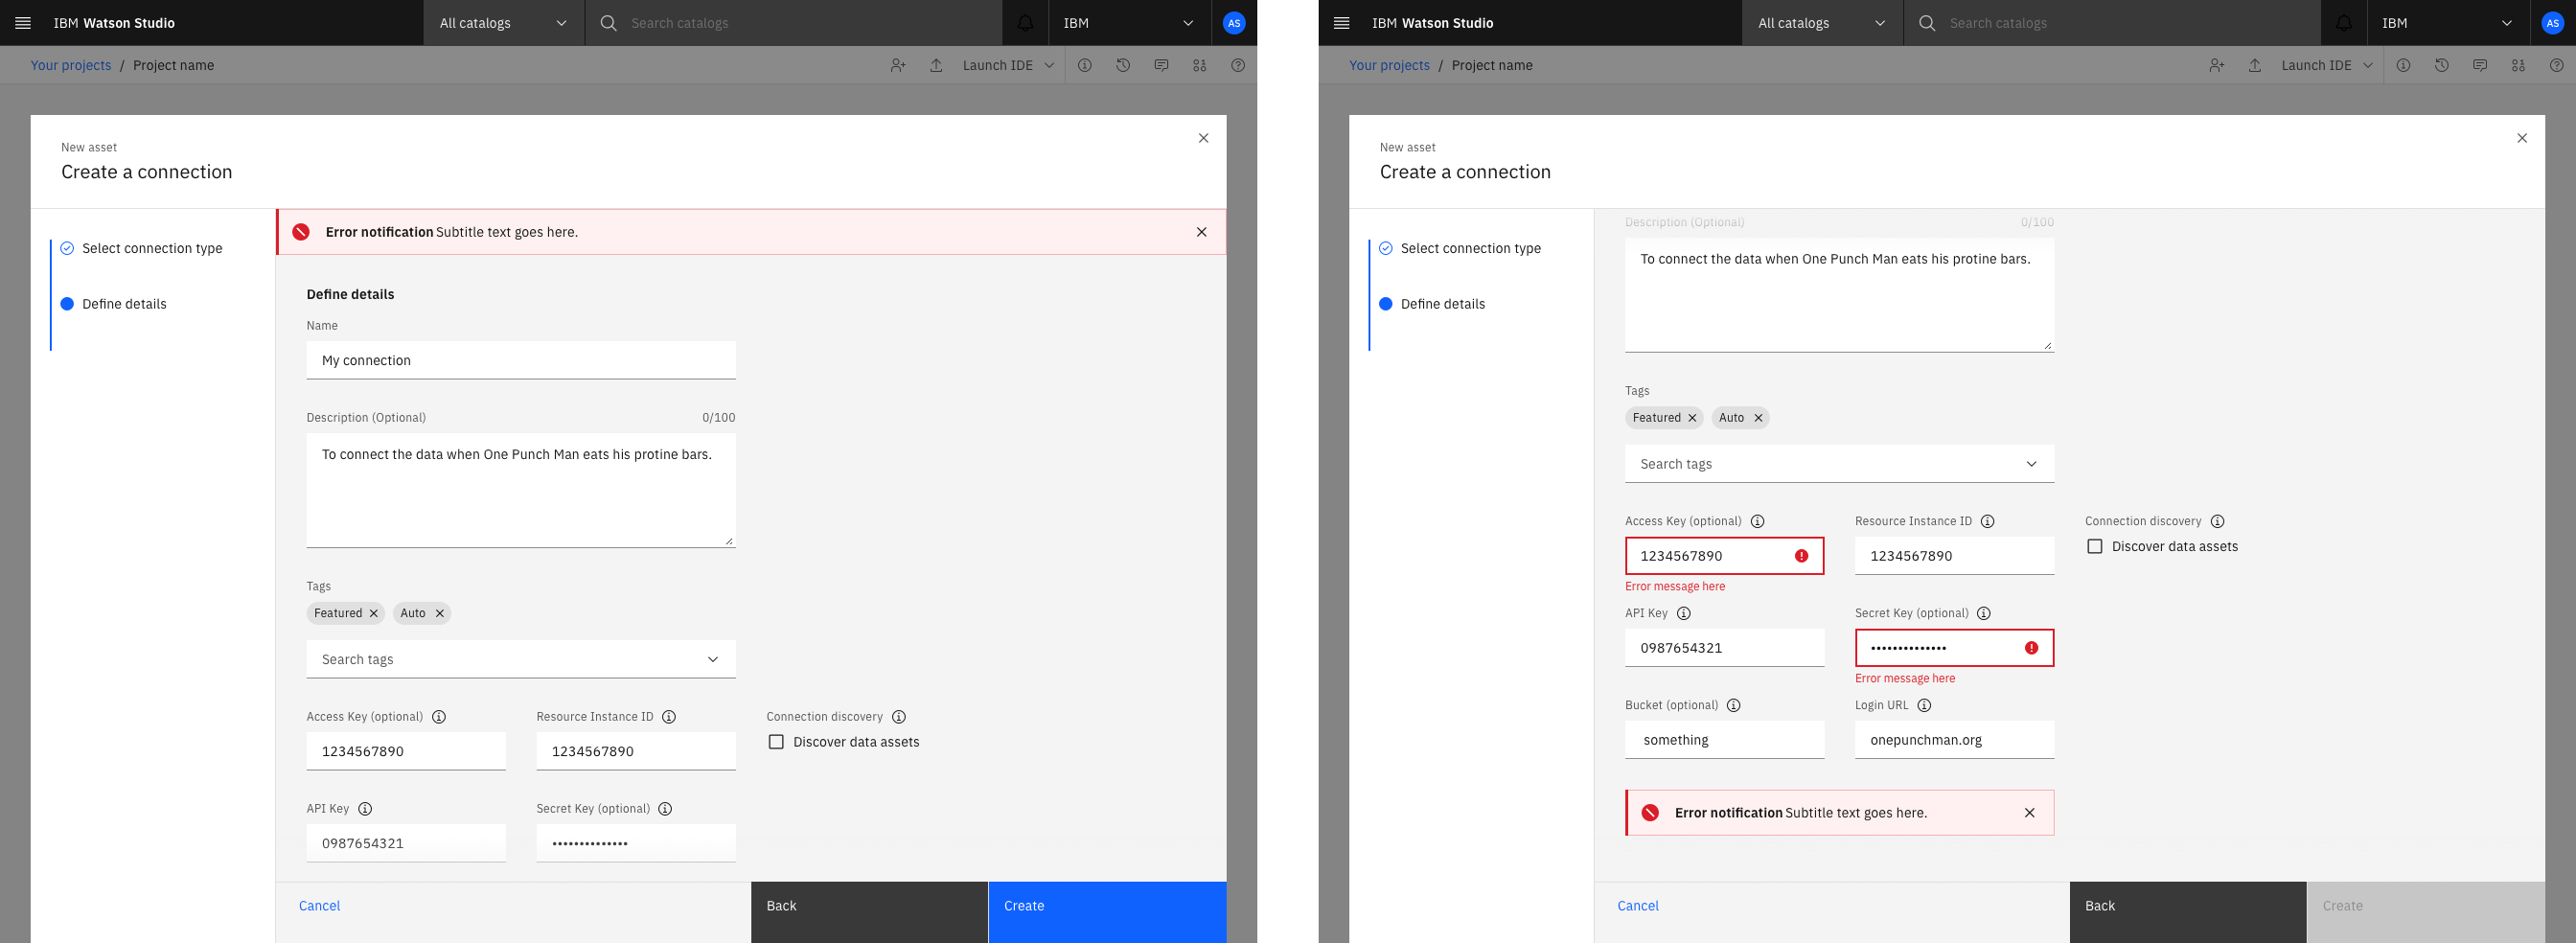 IBM Watson Studio
All catalogs
Search catalogs
IBM
AS
Your projects / Project name
Launch IDE
New asset
Create a connection
Select connection type
Define details
Error notification Subtitle text goes here.
Define details
Name
My connection
Description (Optional) 0/100
To connect the data when One Punch Man eats his protine bars.
Tags
Featured Auto
Search tags
Access Key (optional) Resource Instance ID Connection discovery
1234567890 1234567890 Discover data assets
API Key Secret Key (optional)
0987654321 ••••••••••••••
Cancel Back Create
IBM Watson Studio
All catalogs
Search catalogs
IBM
AS
Your projects / Project name
Launch IDE
New asset
Create a connection
Select connection type
Define details
Description (Optional) 0/100
To connect the data when One Punch Man eats his protine bars.
Tags
Featured Auto
Search tags
Access Key (optional) Resource Instance ID Connection discovery
1234567890 1234567890 Discover data assets
Error message here
API Key Secret Key (optional)
0987654321 ••••••••••••••
Error message here
Bucket (optional) Login URL
something onepunchman.org
Error notification Subtitle text goes here.
Cancel Back Create